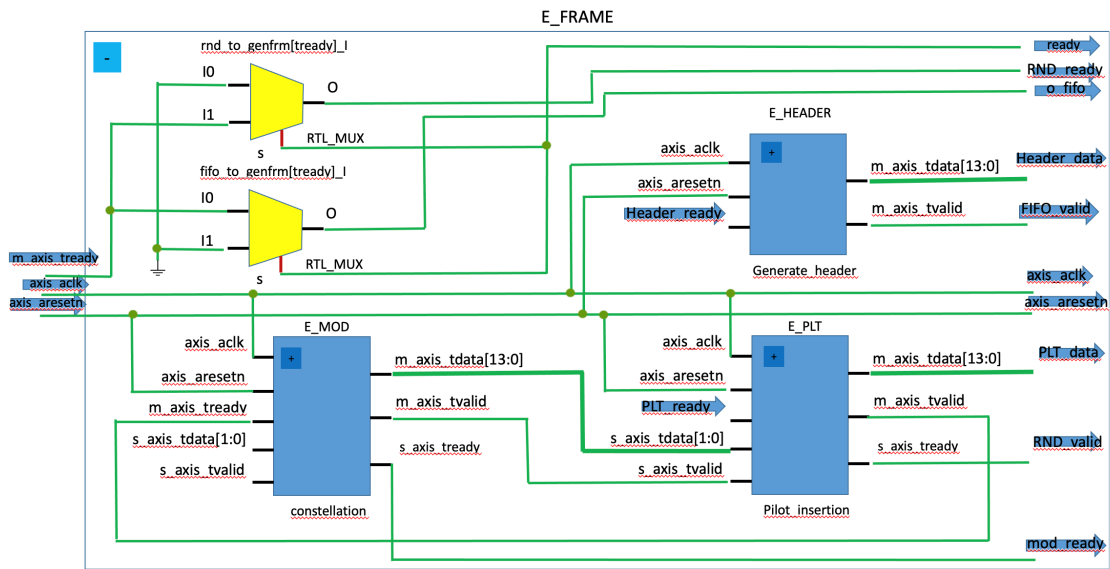 E_FRAME
-
rnd_to_genfrm[tready]_I
I0
I1
O
s
RTL_MUX
fifo_to_genfrm[tready]_I
I0
I1
O
s
RTL_MUX
ready
RND_ready
o_fifo
E_HEADER
+
axis_aclk
axis_aresetn
Header_ready
m_axis_tdata[13:0]
m_axis_tvalid
Generate_header
Header_data
FIFO_valid
m_axis_tready
axis_aclk
axis_aresetn
axis_aclk
axis_aresetn
E_MOD
+
axis_aclk
axis_aresetn
m_axis_tready
s_axis_tdata[1:0]
s_axis_tvalid
m_axis_tdata[13:0]
m_axis_tvalid
s_axis_tready
constellation
E_PLT
+
axis_aclk
axis_aresetn
PLT_ready
s_axis_tdata[1:0]
s_axis_tvalid
m_axis_tdata[13:0]
m_axis_tvalid
s_axis_tready
Pilot_insertion
PLT_data
RND_valid
mod_ready